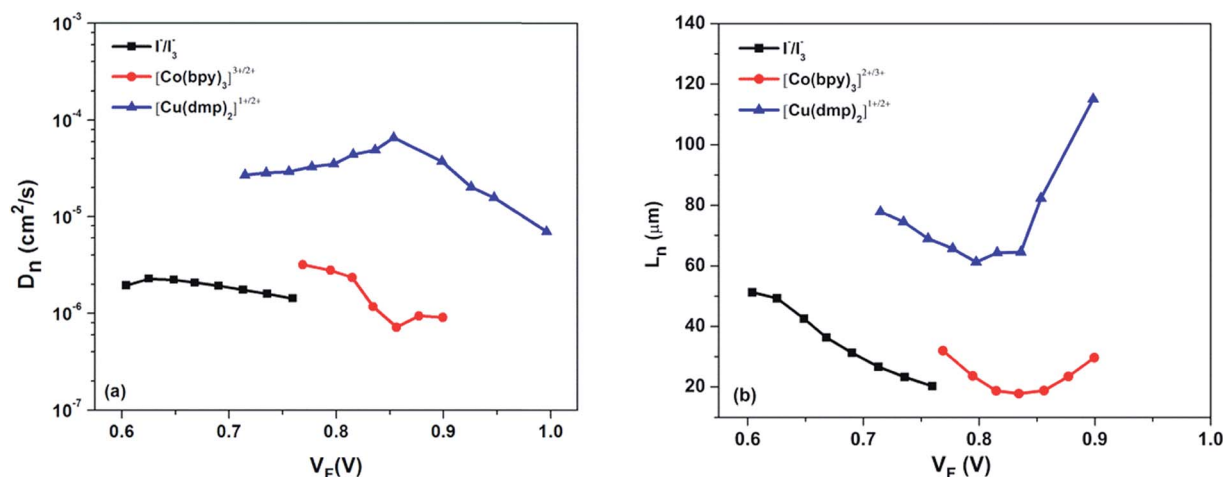 10⁻³
10⁻⁴
10⁻⁵
10⁻⁶
10⁻⁷
Dₙ (cm²/s)
I⁻/I₃⁻
[Co(bpy)₃]³⁺/²⁺
[Cu(dmp)₂]¹⁺/²⁺
(a)
0.6 0.7 0.8 0.9 1.0
V_F(V)
140
120
100
80
60
40
20
Lₙ (μm)
I⁻/I₃⁻
[Co(bpy)₃]²⁺/³⁺
[Cu(dmp)₂]¹⁺/²⁺
(b)
0.6 0.7 0.8 0.9 1.0
V_F (V)